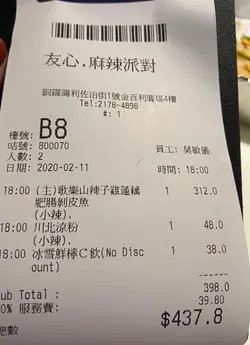 友心.麻辣派對
銅鑼灣利佐治街1號金百利廣場4樓
Tel:2178-4898
#: 1
檯號: B8
咭號: 800070
人數: 2
員工: 吳敏儀
日期: 2020-02-11
時間: 18:00
18:00 (主)歌樂山辣子雞蓮藕 1 312.0
肥腸剝皮魚
(小辣).
18:00 川北涼粉 1 48.0
(小辣).
18:00 冰雪鮮檸C飲(No Disc 1 38.0
ount)
ub Total : 398.0
0% 服務費: 39.80
總數 $437.8